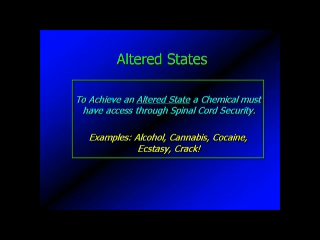 Altered States
To Achieve an Altered State a Chemical must
have access through Spinal Cord Security.
Examples: Alcohol, Cannabis, Cocaine,
Ecstasy, Crack!